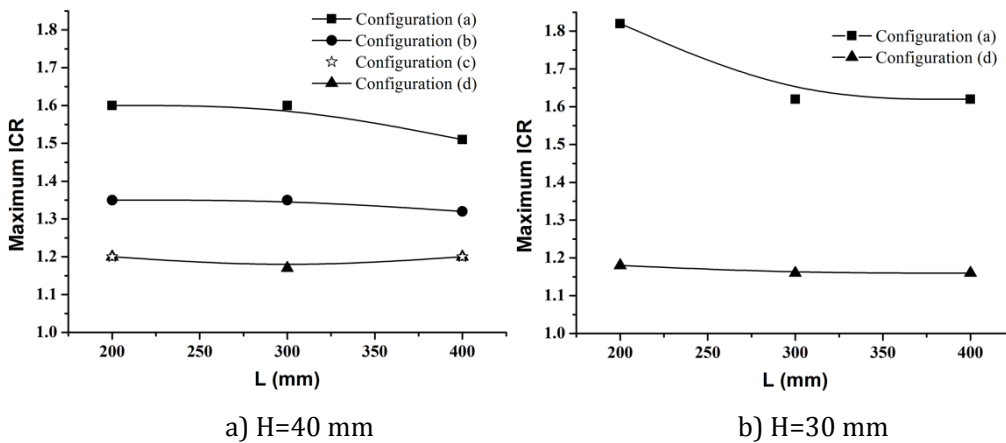 1.8
1.7
1.6
1.5
1.4
1.3
1.2
1.1
1.0
Maximum ICR
Configuration (a)
Configuration (b)
Configuration (c)
Configuration (d)
200 250 300 350 400
L (mm)
a) H=40 mm
1.8
1.7
1.6
1.5
1.4
1.3
1.2
1.1
1.0
Maximum ICR
Configuration (a)
Configuration (d)
200 250 300 350 400
L (mm)
b) H=30 mm